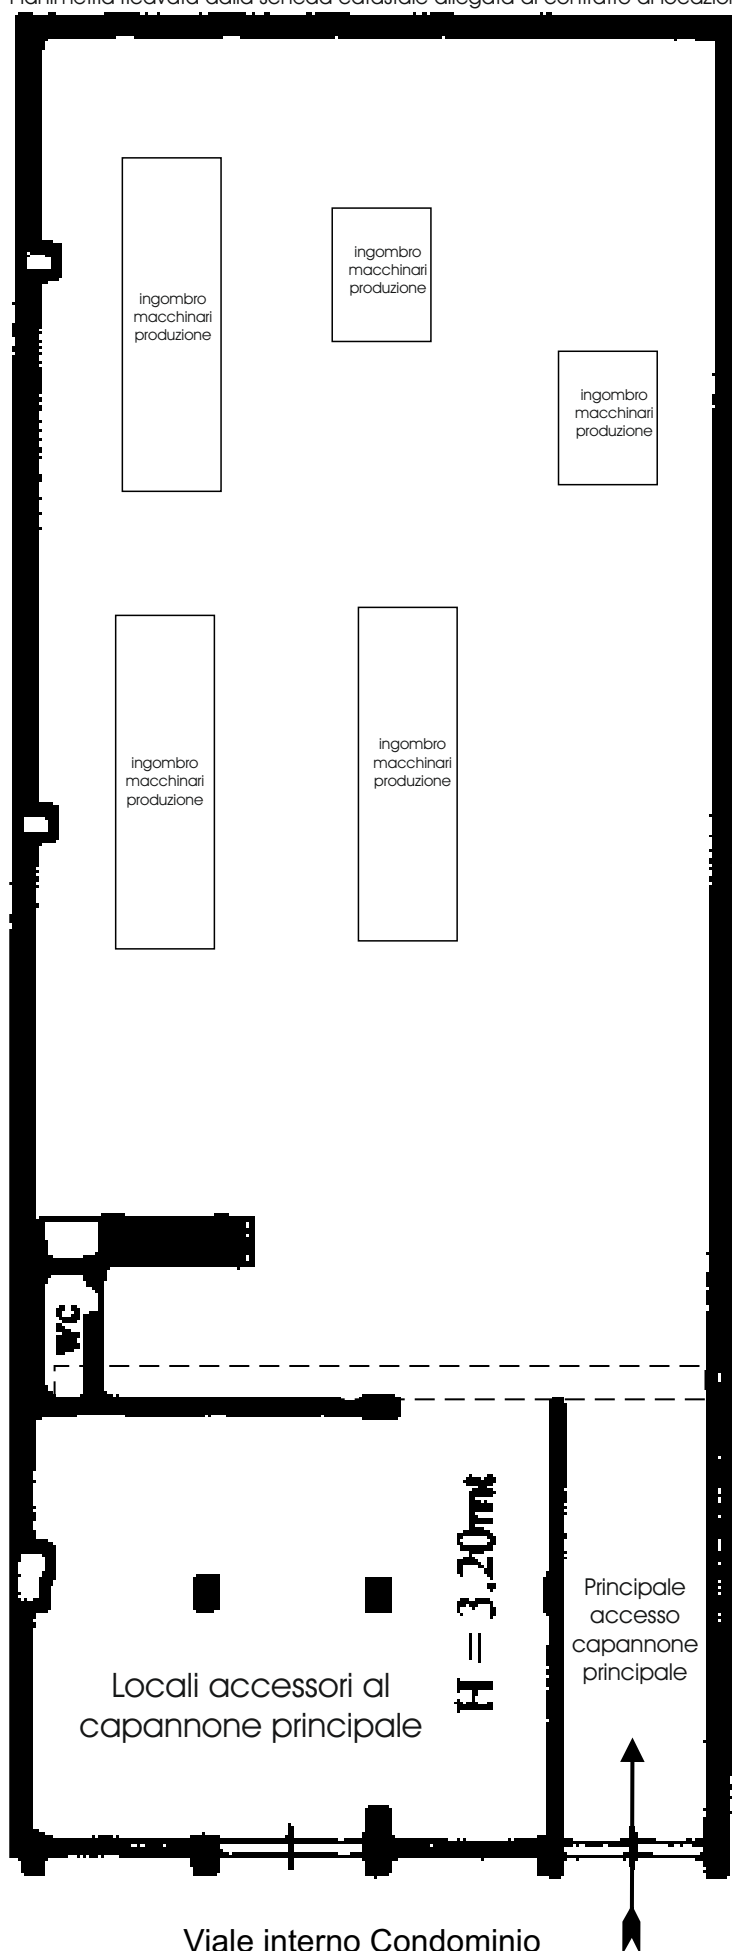 Planimetria ricavata dalla scheda catastale allegata al contratto di locazion
ingombro
macchinari
produzione
ingombro
macchinari
produzione
ingombro
macchinari
produzione
ingombro
macchinari
produzione
ingombro
macchinari
produzione
WC
H = 3.20mt
Principale
accesso
capannone
principale
Locali accessori al
capannone principale
Viale interno Condominio